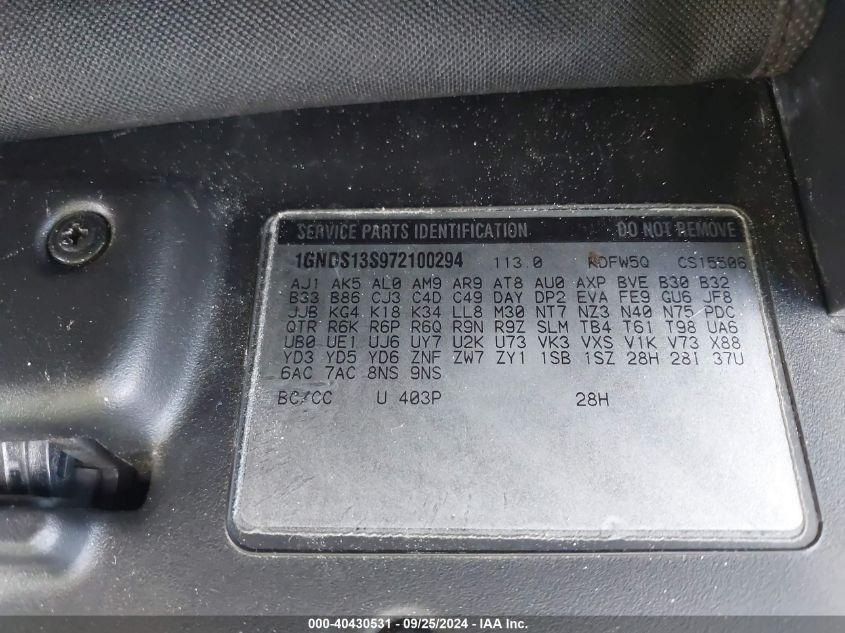 SERVICE PARTS IDENTIFICATION DO NOT REMOVE
1GNDS13S972100294 113.0 KDFW5Q CS15506
AJ1 AK5 AL0 AM9 AR9 AT8 AU0 AXP BVE B30 B32
B33 B86 CJ3 C4D C49 DAY DP2 EVA FE9 GU6 JF8
JJB KG4 K18 K34 LL8 M30 NT7 NZ3 N40 N75 PDC
QTR R6K R6P R6Q R9N R9Z SLM TB4 T61 T98 UA6
UB0 UE1 UJ6 UY7 U2K U73 VK3 VXS V1K V73 X88
YD3 YD5 YD6 ZNF ZW7 ZY1 1SB 1SZ 28H 28I 37U
6AC 7AC 8NS 9NS
BC/CC U 403P 28H
000-40430531 - 09/25/2024 - © IAA, Inc.